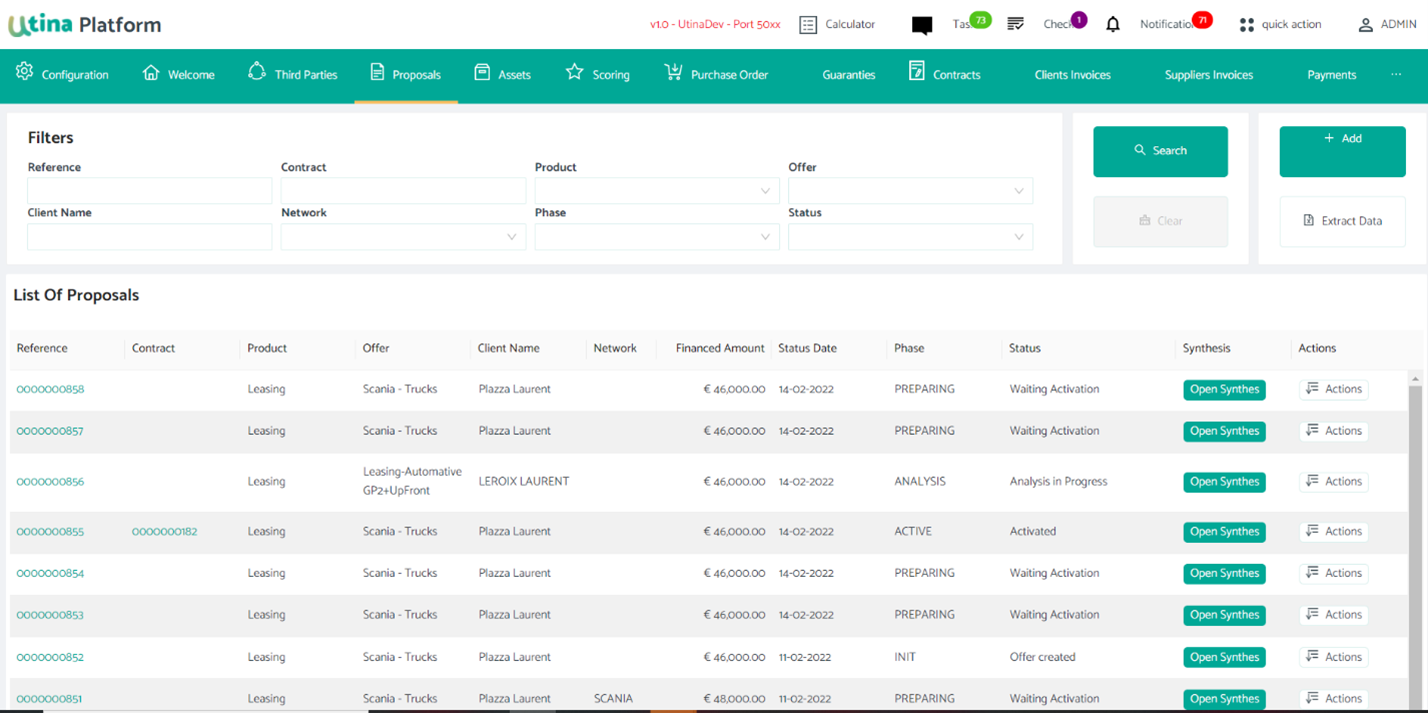 Utina Platform
v1.0 - UtinaDev - Port 50xx Calculator 73 1 Notification 71 quick action ADMIN
Configuration Welcome Third Parties Proposals Assets Scoring Purchase Order Guaranties Contracts Clients Invoices Suppliers Invoices Payments ...
Filters
Reference Contract Product Offer
Client Name Network Phase Status
Search
Clear
+ Add
Extract Data
List Of Proposals
Reference Contract Product Offer Client Name Network Financed Amount Status Date Phase Status Synthesis Actions
0000000858 Leasing Scania - Trucks Plazza Laurent € 46,000.00 14-02-2022 PREPARING Waiting Activation Open Synthes Actions
0000000857 Leasing Scania - Trucks Plazza Laurent € 46,000.00 14-02-2022 PREPARING Waiting Activation Open Synthes Actions
0000000856 Leasing Leasing-Automative GP2+UpFront LEROIX LAURENT € 46,000.00 14-02-2022 ANALYSIS Analysis in Progress Open Synthes Actions
0000000855 0000000182 Leasing Scania - Trucks Plazza Laurent € 46,000.00 14-02-2022 ACTIVE Activated Open Synthes Actions
0000000854 Leasing Scania - Trucks Plazza Laurent € 46,000.00 14-02-2022 PREPARING Waiting Activation Open Synthes Actions
0000000853 Leasing Scania - Trucks Plazza Laurent € 46,000.00 14-02-2022 PREPARING Waiting Activation Open Synthes Actions
0000000852 Leasing Scania - Trucks Plazza Laurent € 46,000.00 11-02-2022 INIT Offer created Open Synthes Actions
0000000851 Leasing Scania - Trucks Plazza Laurent SCANIA € 48,000.00 11-02-2022 PREPARING Waiting Activation Open Synthes Actions